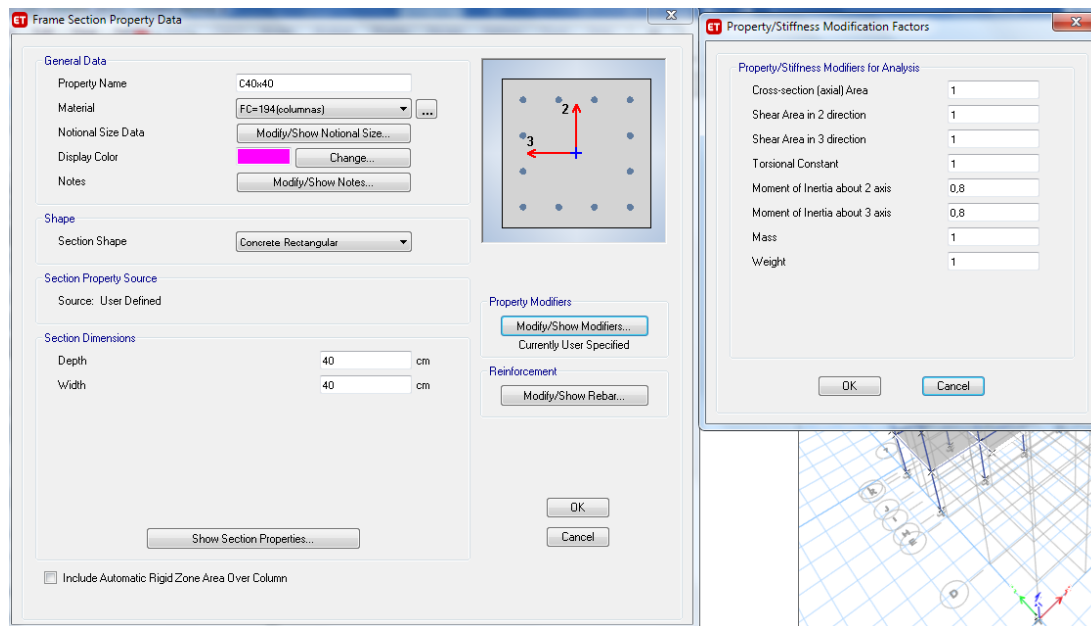 Frame Section Property Data
General Data
Property Name C40x40
Material FC=194(columnas) ...
Notional Size Data Modify/Show Notional Size...
Display Color Change...
Notes Modify/Show Notes...
Shape
Section Shape Concrete Rectangular
Section Property Source
Source: User Defined
Section Dimensions
Depth 40 cm
Width 40 cm
Show Section Properties...
Include Automatic Rigid Zone Area Over Column
2
3
Property Modifiers
Modify/Show Modifiers...
Currently User Specified
Reinforcement
Modify/Show Rebar...
OK
Cancel
Property/Stiffness Modification Factors
Property/Stiffness Modifiers for Analysis
Cross-section (axial) Area 1
Shear Area in 2 direction 1
Shear Area in 3 direction 1
Torsional Constant 1
Moment of Inertia about 2 axis 0,8
Moment of Inertia about 3 axis 0,8
Mass 1
Weight 1
OK Cancel
D